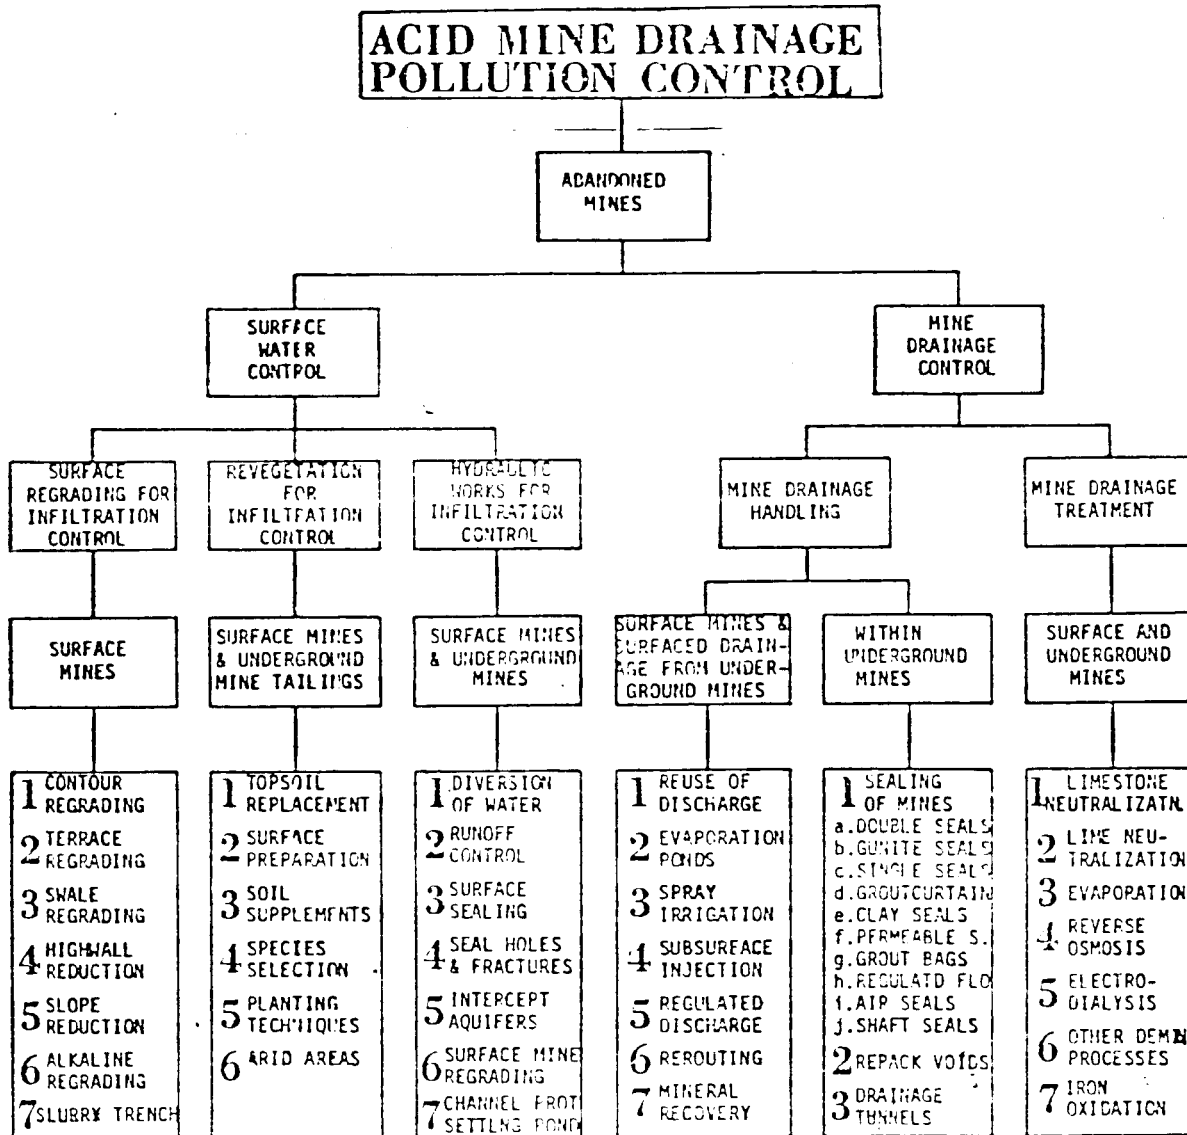 ACID MINE DRAINAGE
POLLUTION CONTROL
ABANDONED
MINES
SURFACE
WATER
CONTROL
MINE
DRAINAGE
CONTROL
SURFACE
REGRADING FOR
INFILTRATION
CONTROL
REVEGETATION
FOR
INFILTRATION
CONTROL
HYDRAULIC
WORKS FOR
INFILTRATION
CONTROL
MINE DRAINAGE
HANDLING
MINE DRAINAGE
TREATMENT
SURFACE
MINES
SURFACE MINES
& UNDERGROUND
MINE TAILINGS
SURFACE MINES
& UNDERGROUND
MINES
SURFACE MINES &
SURFACED DRAIN-
AGE FROM UNDER-
GROUND MINES
WITHIN
UNDERGROUND
MINES
SURFACE AND
UNDERGROUND
MINES
1 CONTOUR
REGRADING
2 TERRACE
REGRADING
3 SWALE
REGRADING
4 HIGHWALL
REDUCTION
5 SLOPE
REDUCTION
6 ALKALINE
REGRADING
7 SLURRY TRENCH
1 TOPSOIL
REPLACEMENT
2 SURFACE
PREPARATION
3 SOIL
SUPPLEMENTS
4 SPECIES
SELECTION
5 PLANTING
TECHNIQUES
6 ARID AREAS
1 DIVERSION
OF WATER
2 RUNOFF
CONTROL
3 SURFACE
SEALING
4 SEAL HOLES
& FRACTURES
5 INTERCEPT
AQUIFERS
6 SURFACE MINE
REGRADING
7 CHANNEL PROT
SETTLNG POND
1 REUSE OF
DISCHARGE
2 EVAPORATION
PONDS
3 SPRAY
IRRIGATION
4 SUBSURFACE
INJECTION
5 REGULATED
DISCHARGE
6 REROUTING
7 MINERAL
RECOVERY
1 SEALING
OF MINES
a.DOUBLE SEALS
b.GUNITE SEALS
c.SINGLE SEALS
d.GROUTCURTAIN
e.CLAY SEALS
f.PERMEABLE S.
g.GROUT BAGS
h.REGULATD FLO
i.AIR SEALS
j.SHAFT SEALS
2 REPACK VOIDS
3 DRAINAGE
TUNNELS
1 LIMESTONE
NEUTRALIZATN.
2 LIME NEU-
TRALIZATION
3 EVAPORATION
4 REVERSE
OSMOSIS
5 ELECTRO-
DIALYSIS
6 OTHER DEMIN
PROCESSES
7 IRON
OXIDATION